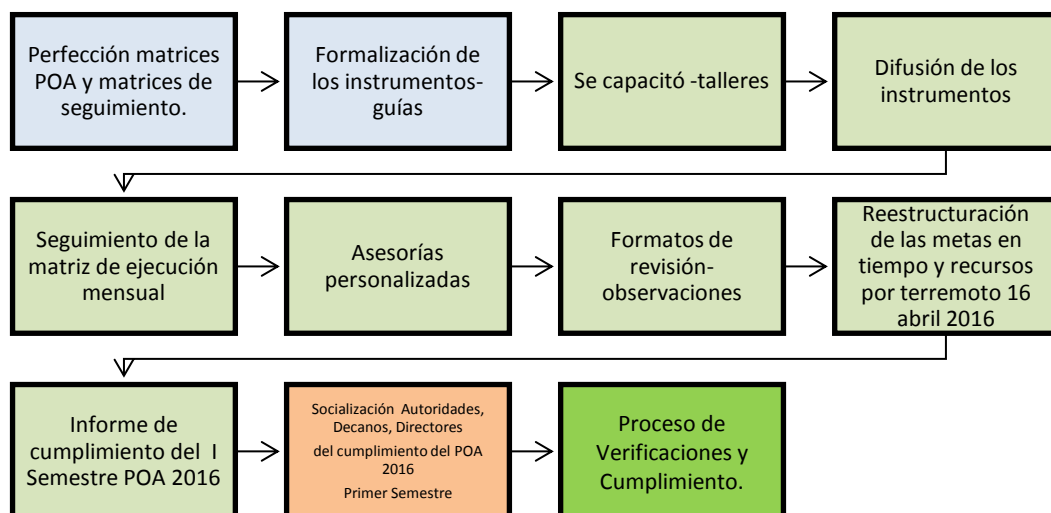 Perfección matrices
POA y matrices de
seguimiento.
Formalización de
los instrumentos-
guías
Se capacitó -talleres
Difusión de los
instrumentos
Seguimiento de la
matriz de ejecución
mensual
Asesorías
personalizadas
Formatos de
revisión-
observaciones
Reestructuración
de las metas en
tiempo y recursos
por terremoto 16
abril 2016
Informe de
cumplimiento del I
Semestre POA 2016
Socialización Autoridades,
Decanos, Directores
del cumplimiento del POA
2016
Primer Semestre
Proceso de
Verificaciones y
Cumplimiento.